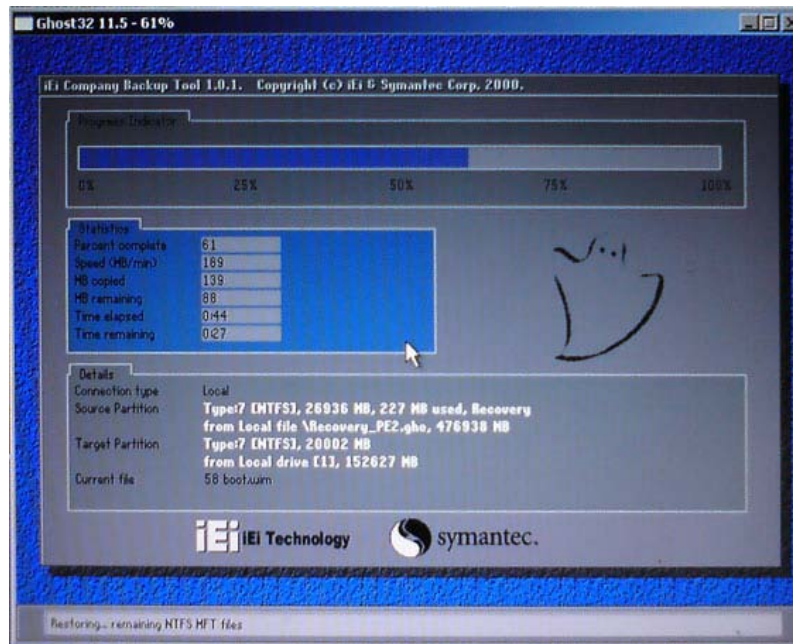 Ghost32 11.5 - 61%
iEi Company Backup Tool 1.0.1.   Copyright (c) iEi & Symantec Corp. 2000.
Progress Indicator
0% 25% 50% 75% 100%
Statistics
Percent complete 61
Speed (MB/min) 189
MB copied 139
MB remaining 88
Time elapsed 0:44
Time remaining 0:27
Details
Connection type Local
Source Partition Type:7 [NTFS], 26936 MB, 227 MB used, Recovery
from Local file \Recovery_PE2.gho, 476938 MB
Target Partition Type:7 [NTFS], 20002 MB
from Local drive [1], 152627 MB
Current file 58 boot.wim
iEi iEi Technology symantec.
Restoring... remaining NTFS MFT files